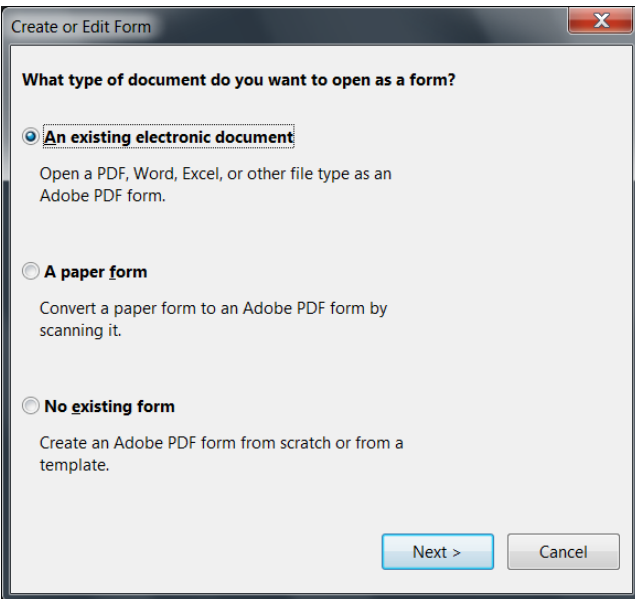 Create or Edit Form
What type of document do you want to open as a form?
An existing electronic document
Open a PDF, Word, Excel, or other file type as an
Adobe PDF form.
A paper form
Convert a paper form to an Adobe PDF form by
scanning it.
No existing form
Create an Adobe PDF form from scratch or from a
template.
Next >
Cancel